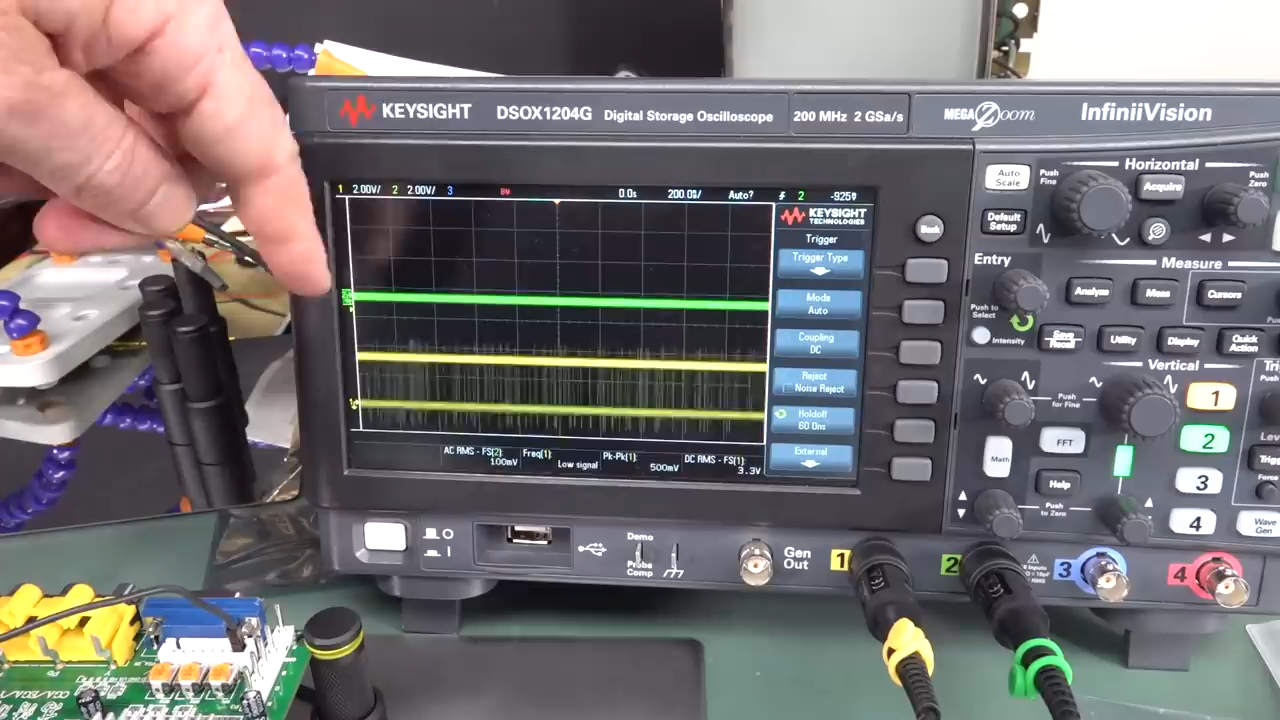 KEYSIGHT DSOX1204G Digital Storage Oscilloscope 200 MHz 2 GSa/s MEGA Zoom InfiniiVision
1 2.00V/ 2 2.00V/ 3 0.0s Auto? 2
KEYSIGHT
TECHNOLOGIES
Trigger
Trigger Type
Mode
Auto
Coupling
DC
Reject
Noise Reject
Holdoff
External
AC RMS - FS(2):
100mV
Freq(1):
Low signal
Pk-Pk(1):
500mV
DC RMS - FS(1):
3.3V
Back
Horizontal
Auto
Scale
Push
Fine
Acquire
Push
Zero
Default
Setup
Entry
Measure
Push to
Select
Analyze
Meas
Cursors
Intensity
Save
Recall
Utility
Display
Quick
Action
Vertical
Push
for Fine
1
FFT
2
Math
Help
3
Push
to Zero
4
Wave
Gen
Demo
Probe
Comp
Gen
Out
1
2
3
4